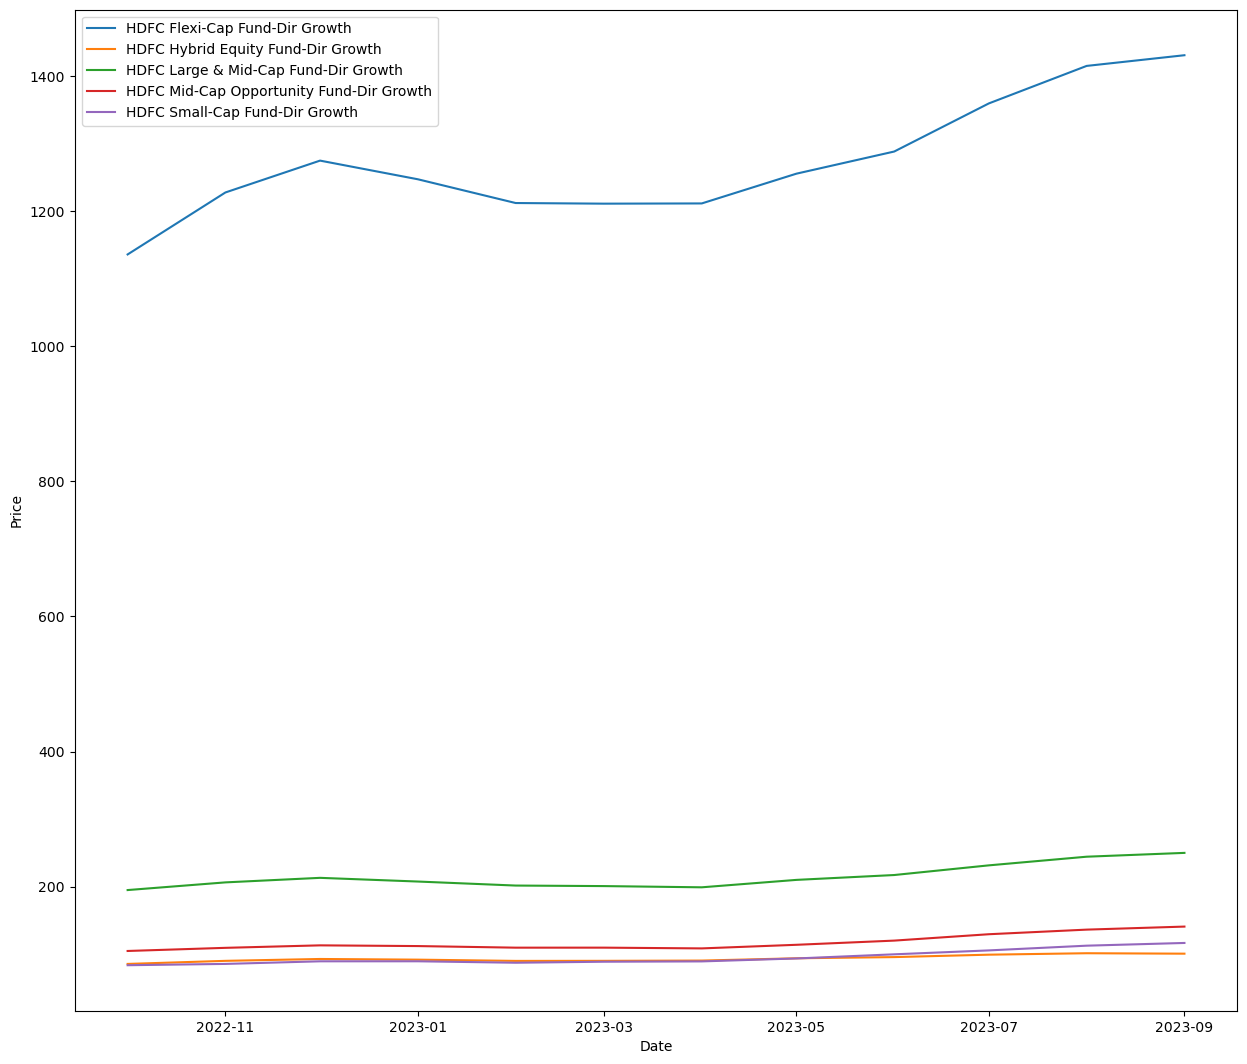 HDFC Flexi-Cap Fund-Dir Growth
HDFC Hybrid Equity Fund-Dir Growth
HDFC Large & Mid-Cap Fund-Dir Growth
HDFC Mid-Cap Opportunity Fund-Dir Growth
HDFC Small-Cap Fund-Dir Growth
1400
1200
1000
800
600
400
200
Price
2022-11 2023-01 2023-03 2023-05 2023-07 2023-09
Date